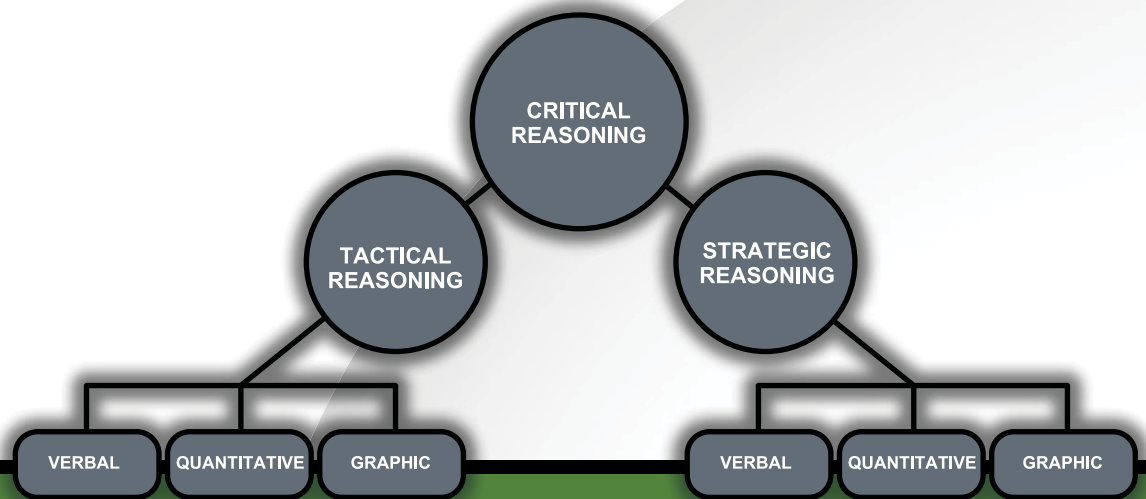 CRITICAL
REASONING
TACTICAL
REASONING
STRATEGIC
REASONING
VERBAL
QUANTITATIVE
GRAPHIC
VERBAL
QUANTITATIVE
GRAPHIC